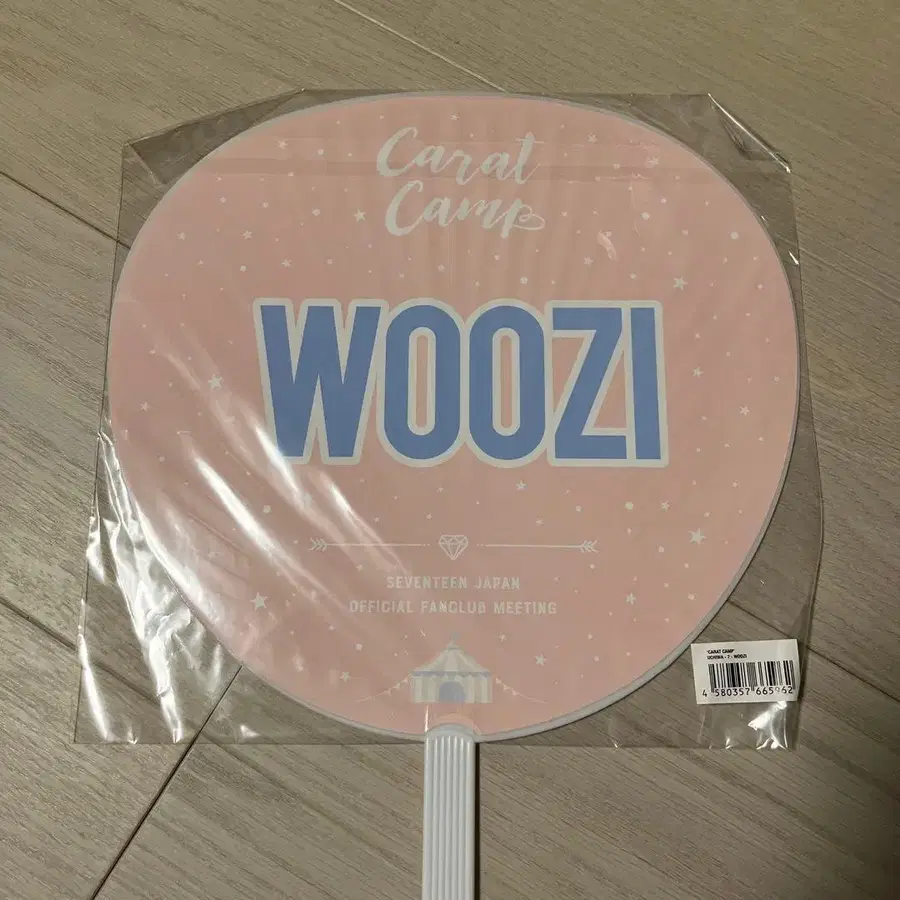 Carat
Camp
WOOZI
SEVENTEEN JAPAN
OFFICIAL FANCLUB MEETING
'CARAT CAMP'
UCHIWA - 7 - WOOZI
4 580357 665962